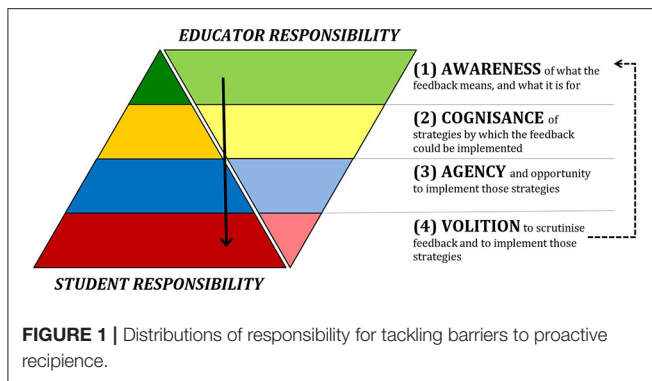 EDUCATOR RESPONSIBILITY
(1) AWARENESS of what the
feedback means, and what it is for
(2) COGNISANCE of
strategies by which the feedback
could be implemented
(3) AGENCY and opportunity
to implement those strategies
(4) VOLITION to scrutinise
feedback and to implement those
strategies
STUDENT RESPONSIBILITY
FIGURE 1 | Distributions of responsibility for tackling barriers to proactive
recipience.